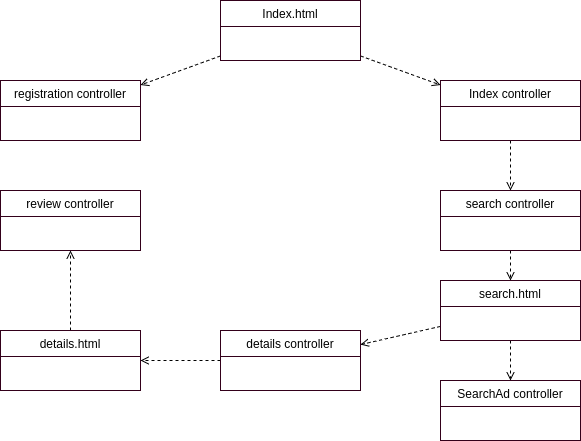 Index.html
registration controller
Index controller
review controller
search controller
search.html
details.html
details controller
SearchAd controller